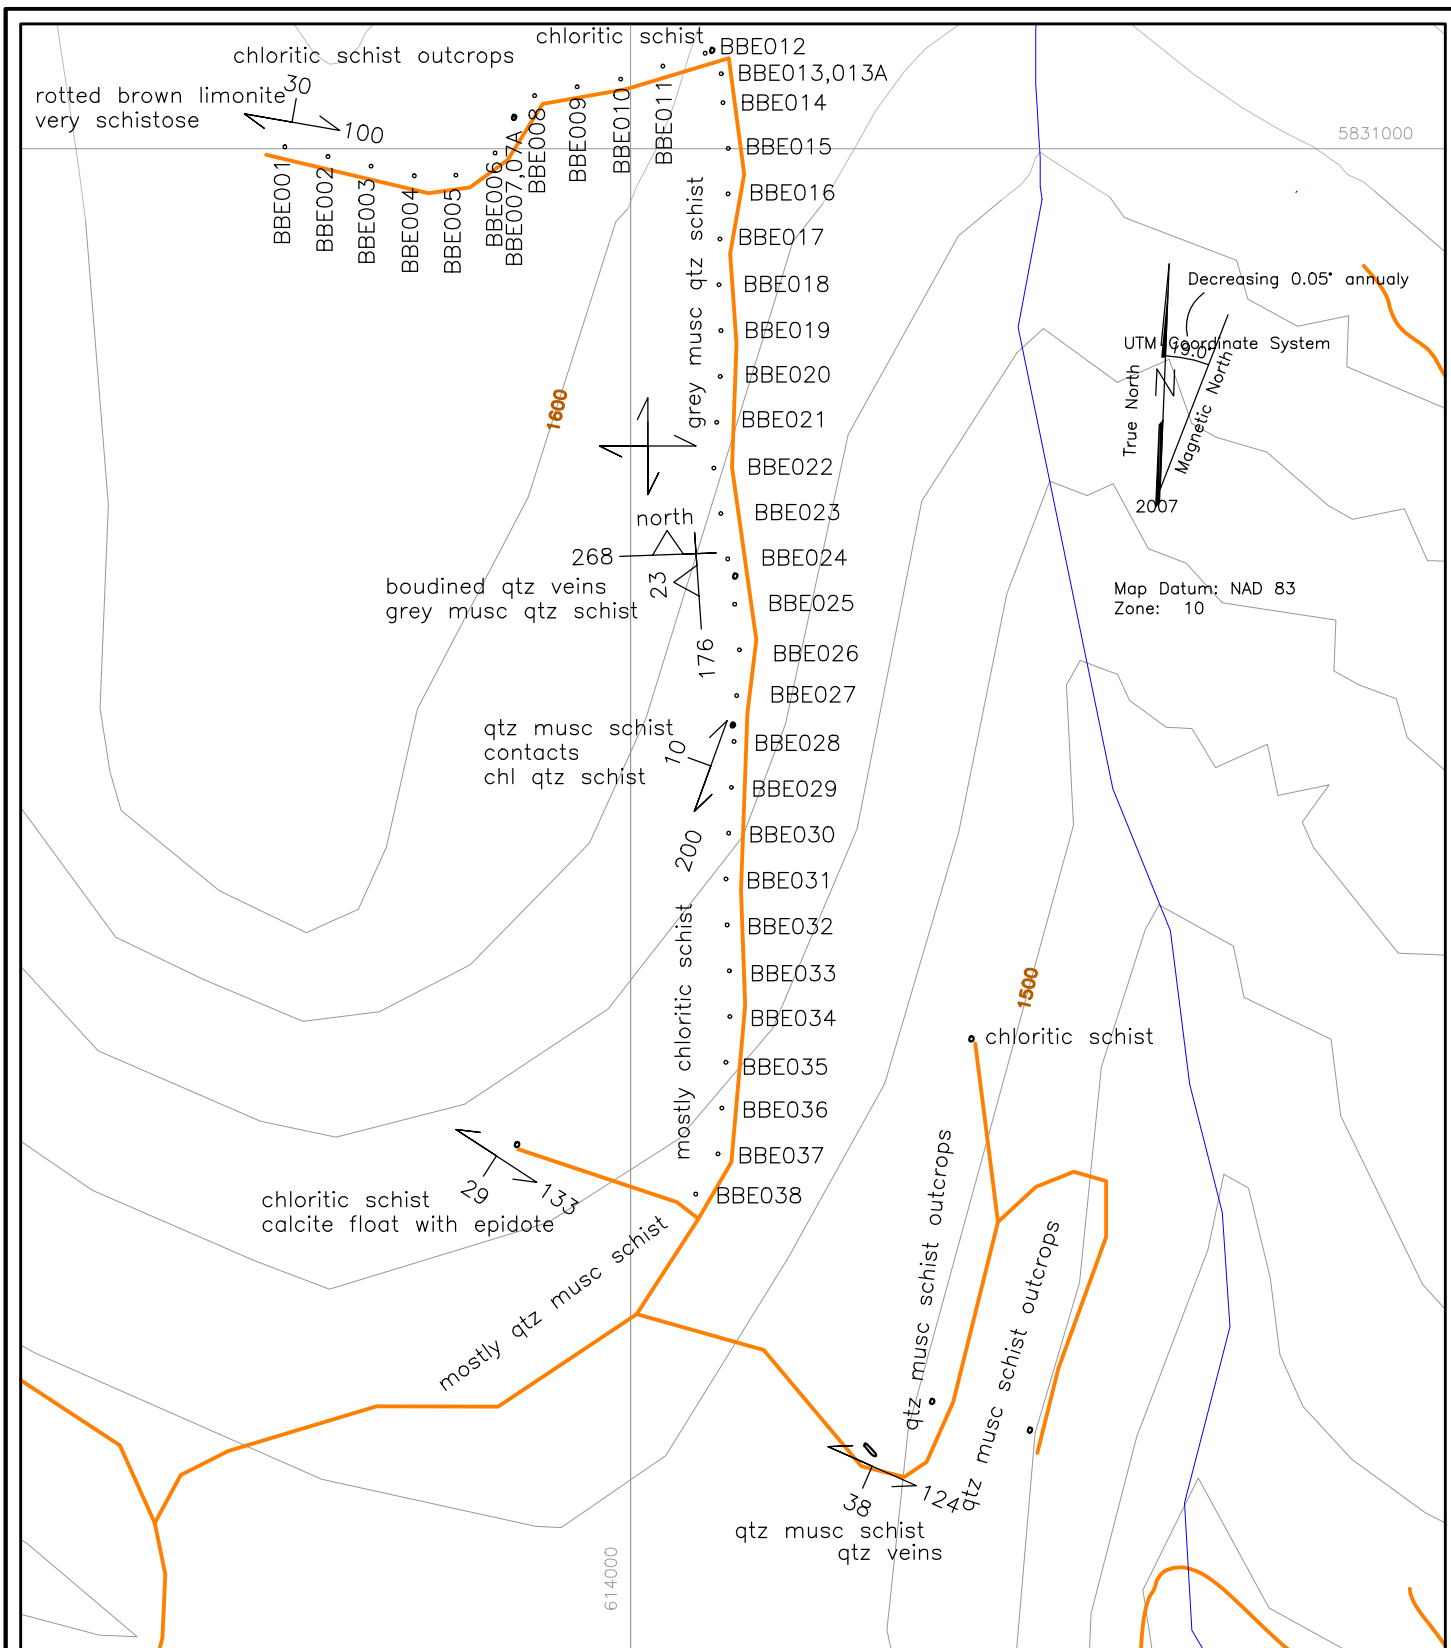 chloritic schist
BBE012
chloritic schist outcrops
BBE013,013A
30
rotted brown limonite
very schistose
100
BBE014
5831000
BBE001
BBE002
BBE003
BBE004
BBE005
BBE006
BBE007,07A
BBE008
BBE009
BBE010
BBE011
BBE015
BBE016
grey musc qtz schist
BBE017
BBE018
Decreasing 0.05° annualy
BBE019
UTM Coordinate System
19.0°
True North
N
Magnetic North
2007
BBE020
1600
BBE021
BBE022
BBE023
north
268
BBE024
23
boudined qtz veins
grey musc qtz schist
BBE025
Map Datum: NAD 83
Zone: 10
176
BBE026
BBE027
qtz musc schist
contacts
chl qtz schist
10
BBE028
BBE029
200
BBE030
BBE031
BBE032
mostly chloritic schist
BBE033
1500
BBE034
chloritic schist
BBE035
BBE036
BBE037
BBE038
29
133
chloritic schist
calcite float with epidote
mostly qtz musc schist
qtz musc schist outcrops
qtz musc schist outcrops
38
124
qtz musc schist
qtz veins
614000